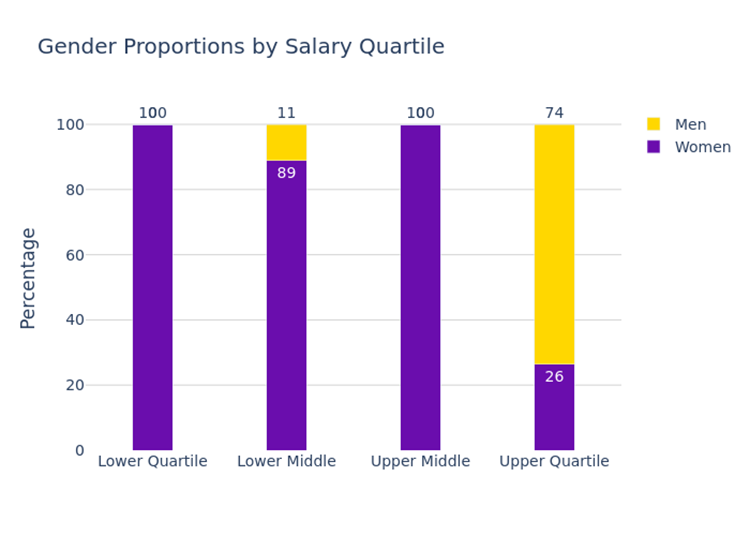 Gender Proportions by Salary Quartile
100 11 100 74
Men
Women
100
80
60
40
20
0
Percentage
89
26
Lower Quartile Lower Middle Upper Middle Upper Quartile